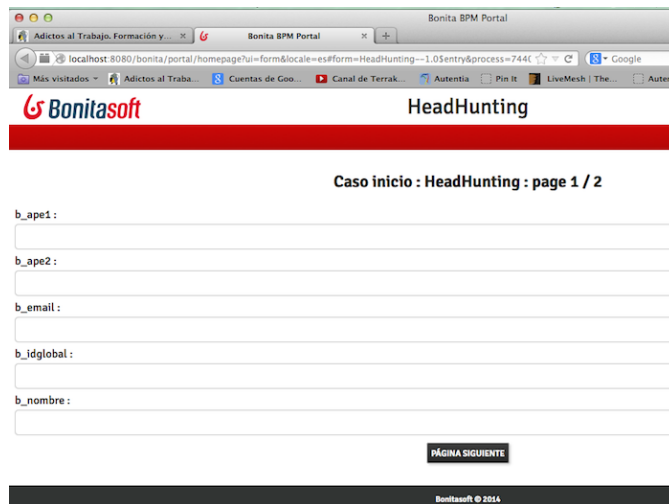 Bonita BPM Portal
Adictos al Trabajo. Formación y... × Bonita BPM Portal × +
localhost:8080/bonita/portal/homepage?ui=form&locale=es#form=HeadHunting--1.0$entry&process=744( Google
Más visitados Adictos al Traba... Cuentas de Goo... Canal de Terrak... Autentia Pin It LiveMesh | The... Auter
Bonitasoft HeadHunting
Caso inicio : HeadHunting : page 1 / 2
b_ape1 :
b_ape2 :
b_email :
b_idglobal :
b_nombre :
PÁGINA SIGUIENTE
Bonitasoft © 2014